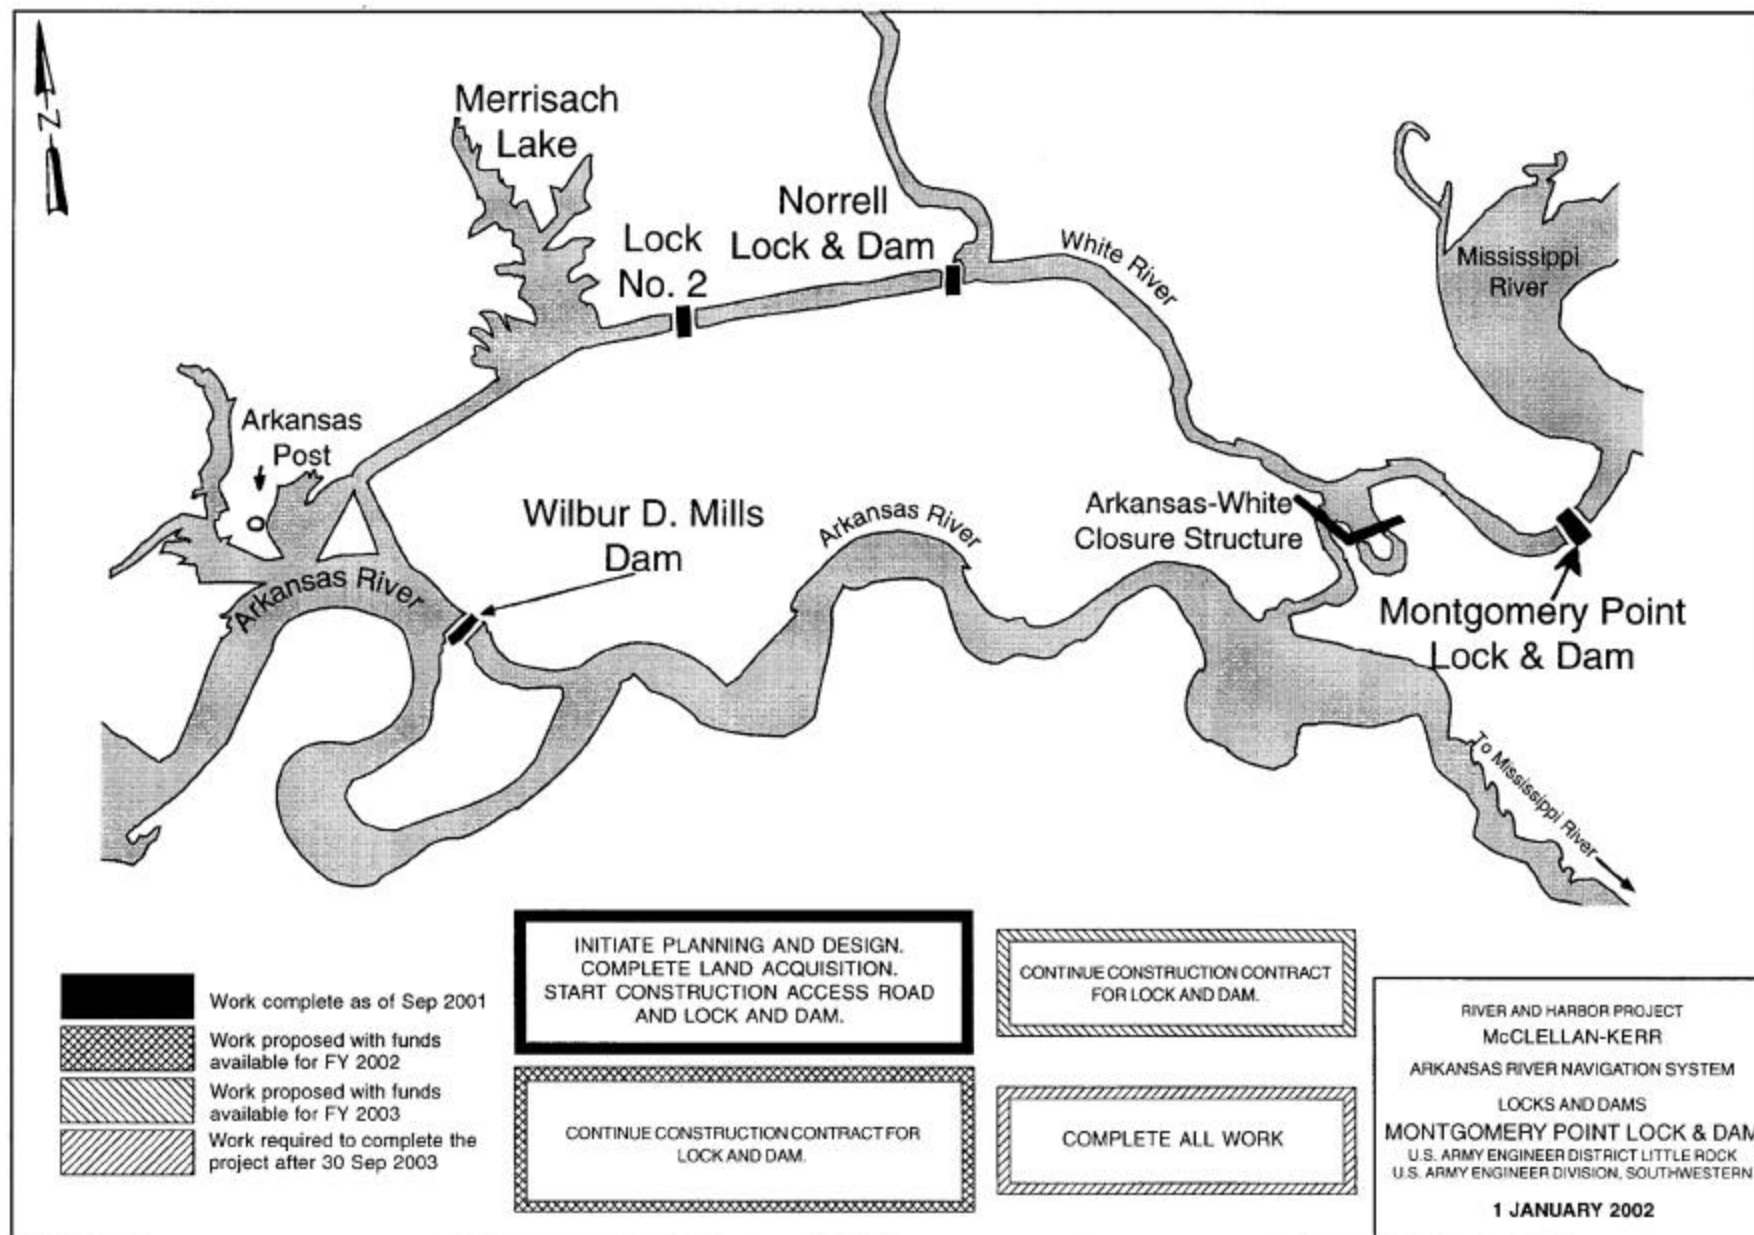 N
Merrisach
Lake
Norrell
Lock & Dam
Lock
No. 2
White River
Mississippi
River
Arkansas
Post
Wilbur D. Mills
Dam
Arkansas River
Arkansas-White
Closure Structure
Arkansas River
Montgomery Point
Lock & Dam
To Mississippi River
Work complete as of Sep 2001
Work proposed with funds
available for FY 2002
Work proposed with funds
available for FY 2003
Work required to complete the
project after 30 Sep 2003
INITIATE PLANNING AND DESIGN.
COMPLETE LAND ACQUISITION.
START CONSTRUCTION ACCESS ROAD
AND LOCK AND DAM.
CONTINUE CONSTRUCTION CONTRACT FOR
LOCK AND DAM.
CONTINUE CONSTRUCTION CONTRACT
FOR LOCK AND DAM.
COMPLETE ALL WORK
RIVER AND HARBOR PROJECT
McCLELLAN-KERR
ARKANSAS RIVER NAVIGATION SYSTEM
LOCKS AND DAMS
MONTGOMERY POINT LOCK & DAM
U.S. ARMY ENGINEER DISTRICT LITTLE ROCK
U.S. ARMY ENGINEER DIVISION, SOUTHWESTERN
1 JANUARY 2002